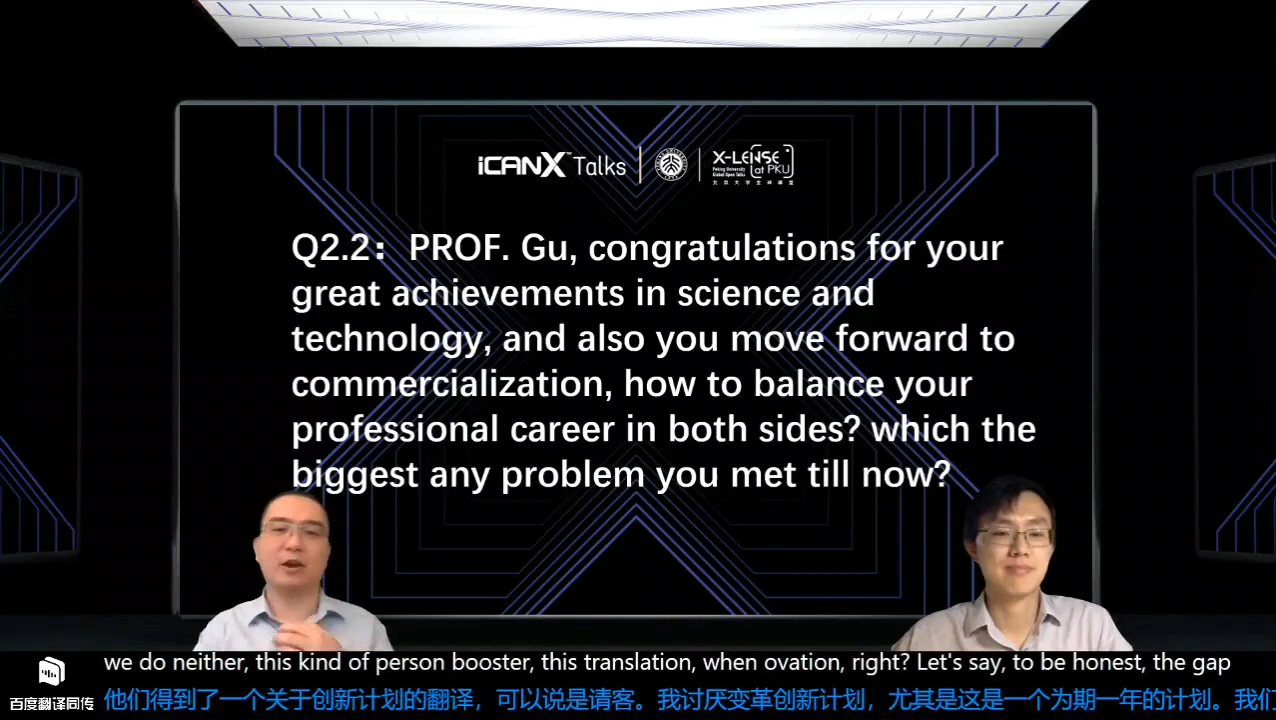 iCANX™ Talks
X-LENSE
Peking University
Global Open Talks
at PKU
Q2.2：PROF. Gu, congratulations for your
great achievements in science and
technology, and also you move forward to
commercialization, how to balance your
professional career in both sides? which the
biggest any problem you met till now?
we do neither, this kind of person booster, this translation, when ovation, right? Let's say, to be honest, the gap
百度翻译同传
他们得到了一个关于创新计划的翻译，可以说是请客。我讨厌变革创新计划，尤其是这是一个为期一年的计划。我们